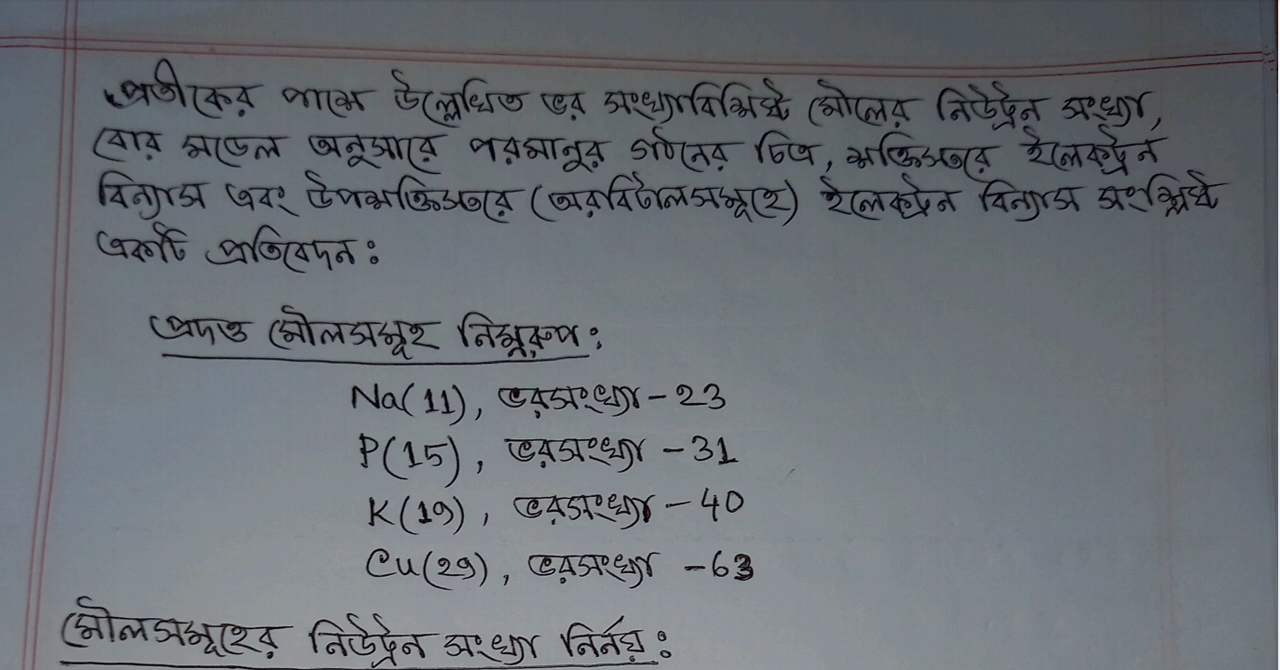 প্রতীকের পাশে উল্লেখিত ভর সংখ্যাবিশিষ্ট মৌলের নিউট্রন সংখ্যা,
বোর মডেল অনুসারে পরমানুর গঠনের চিত্র, শক্তিস্তরে ইলেকট্রন
বিন্যাস এবং উপশক্তিস্তরে (অরবিটালসমূহে) ইলেকট্রন বিন্যাস সংশ্লিষ্ট
একটি প্রতিবেদন :
প্রদত্ত মৌলসমূহ নিম্নরুপ :
Na(11), ভরসংখ্যা - 23
P(15), ভরসংখ্যা - 31
K(19), ভরসংখ্যা - 40
Cu(29), ভরসংখ্যা - 63
মৌলসমূহের নিউট্রন সংখ্যা নির্নয় :